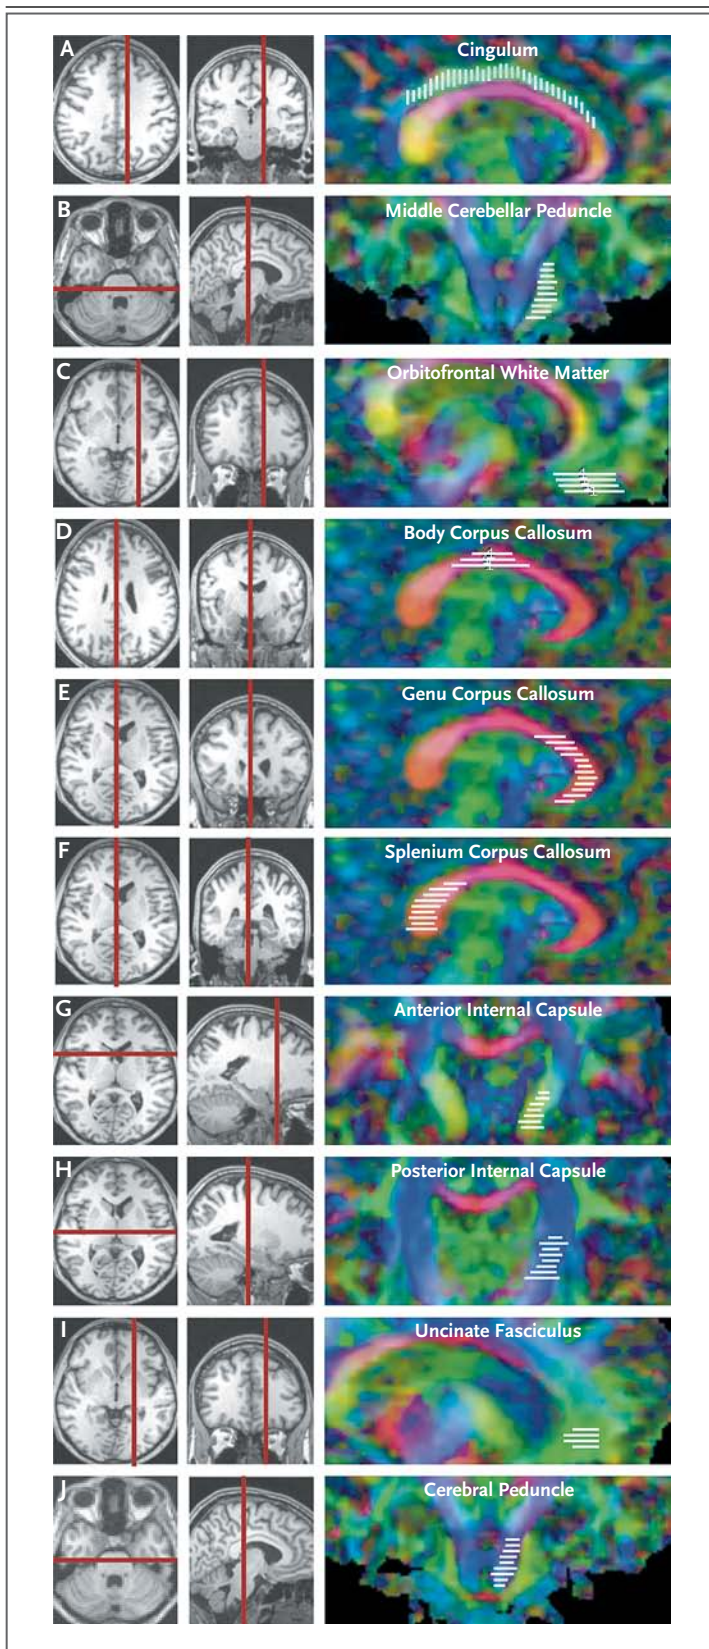 A
Cingulum
B
Middle Cerebellar Peduncle
C
Orbitofrontal White Matter
D
Body Corpus Callosum
E
Genu Corpus Callosum
F
Splenium Corpus Callosum
G
Anterior Internal Capsule
H
Posterior Internal Capsule
I
Uncinate Fasciculus
J
Cerebral Peduncle